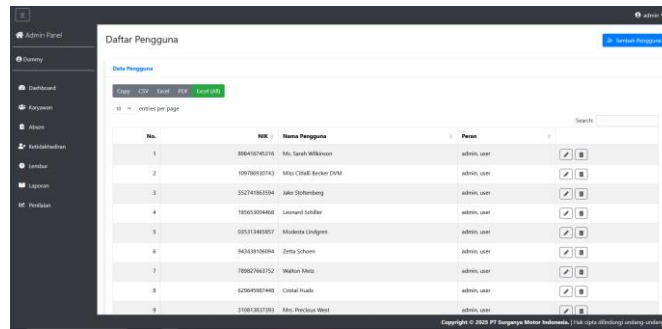 admin
Admin Panel
Daftar Pengguna
Tambah Pengguna
Dummy
Data Pengguna
Dashboard
Copy CSV Excel PDF Excel (All)
Karyawan
10 entries per page
Absen
Search:
No. NIK Nama Pengguna Peran
Ketidakhadiran
1 Ms. Sarah Wilkinson admin, user
Lembur
2 109786930743 Miss Citlalli Becker DVM admin, user
Laporan
3 552741863594 Jake Stoltenberg admin, user
Penilaian
4 185653094468 Leonard Schiller admin, user
5 035313465857 Modesta Lindgren admin, user
6 943438106094 Zetta Schoen admin, user
7 789827663752 Walton Metz admin, user
8 629645987448 Cristal Huels admin, user
9 310813837393 Mrs. Precious West admin, user
Copyright © 2025 PT Surganya Motor Indonesia. | Hak cipta dilindungi undang-undang